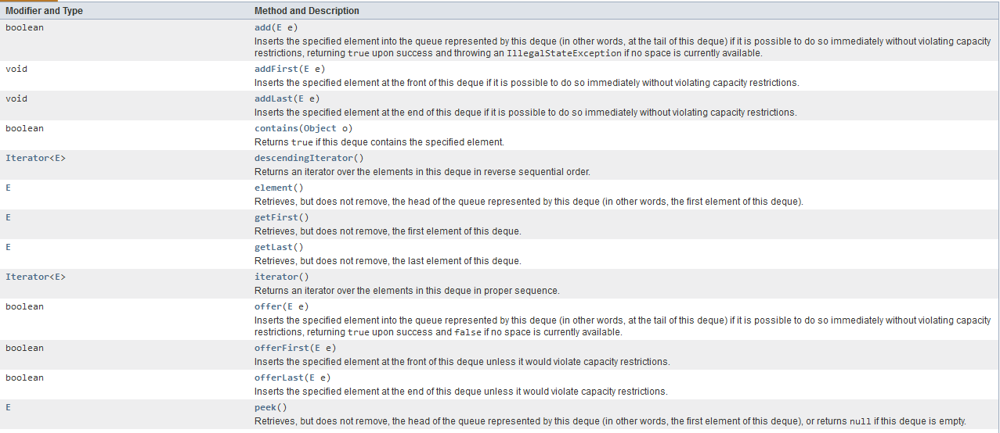 Modifier and Type Method and Description
boolean add(E e)
Inserts the specified element into the queue represented by this deque (in other words, at the tail of this deque) if it is possible to do so immediately without violating capacity
restrictions, returning true upon success and throwing an IllegalStateException if no space is currently available.
void addFirst(E e)
Inserts the specified element at the front of this deque if it is possible to do so immediately without violating capacity restrictions.
void addLast(E e)
Inserts the specified element at the end of this deque if it is possible to do so immediately without violating capacity restrictions.
boolean contains(Object o)
Returns true if this deque contains the specified element.
Iterator<E> descendingIterator()
Returns an iterator over the elements in this deque in reverse sequential order.
E element()
Retrieves, but does not remove, the head of the queue represented by this deque (in other words, the first element of this deque).
E getFirst()
Retrieves, but does not remove, the first element of this deque.
E getLast()
Retrieves, but does not remove, the last element of this deque.
Iterator<E> iterator()
Returns an iterator over the elements in this deque in proper sequence.
boolean offer(E e)
Inserts the specified element into the queue represented by this deque (in other words, at the tail of this deque) if it is possible to do so immediately without violating capacity
restrictions, returning true upon success and false if no space is currently available.
boolean offerFirst(E e)
Inserts the specified element at the front of this deque unless it would violate capacity restrictions.
boolean offerLast(E e)
Inserts the specified element at the end of this deque unless it would violate capacity restrictions.
E peek()
Retrieves, but does not remove, the head of the queue represented by this deque (in other words, the first element of this deque), or returns null if this deque is empty.